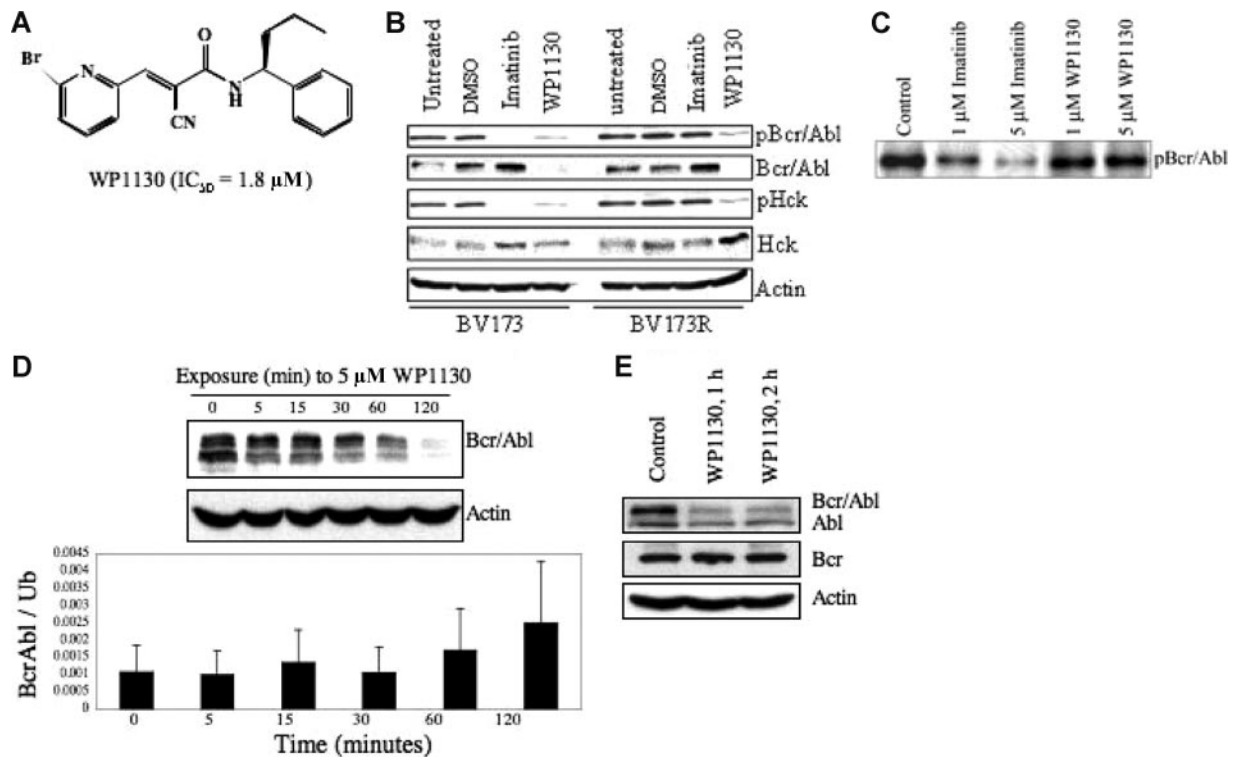 A
Br
N
O
N
H
CN
WP1130 (IC50 = 1.8 µM)
B
Untreated
DMSO
Imatinib
WP1130
untreated
DMSO
Imatinib
WP1130
pBcr/Abl
Bcr/Abl
pHck
Hck
Actin
BV173
BV173R
C
Control
1 µM Imatinib
5 µM Imatinib
1 µM WP1130
5 µM WP1130
pBcr/Abl
D
Exposure (min) to 5 µM WP1130
0 5 15 30 60 120
Bcr/Abl
Actin
BcrAbl / Ub
0.0045
0.004
0.0035
0.003
0.0025
0.002
0.0015
0.001
0.0005
0
0 5 15 30 60 120
Time (minutes)
E
Control
WP1130, 1 h
WP1130, 2 h
Bcr/Abl
Abl
Bcr
Actin